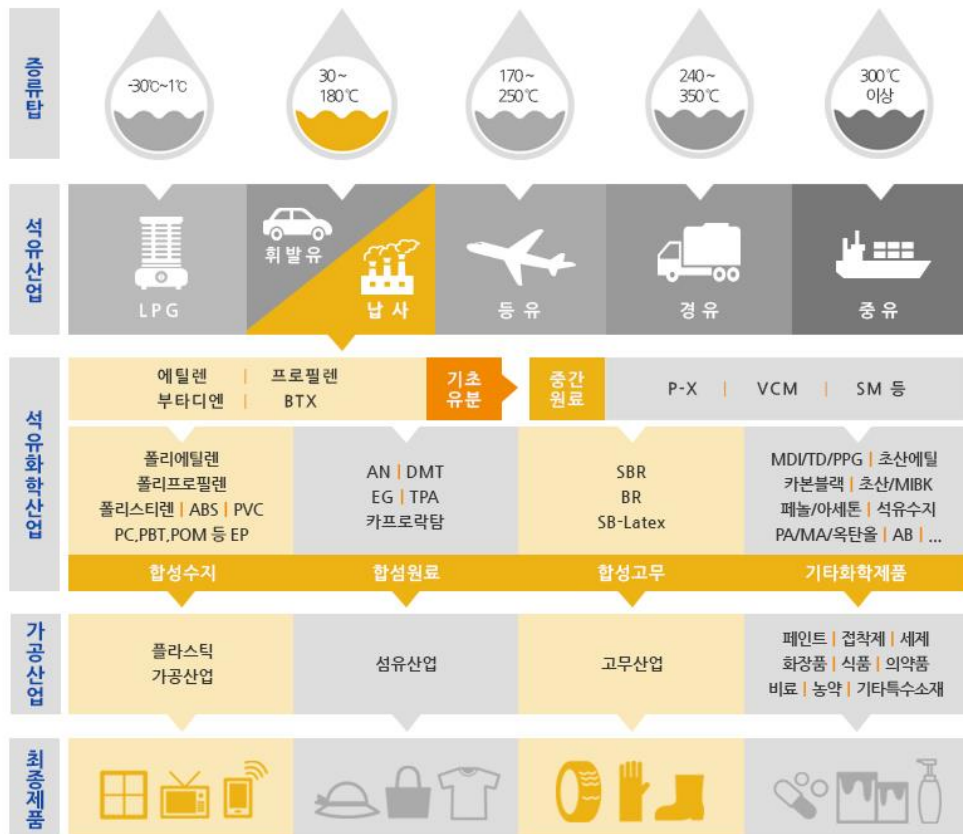 증류탑
-30℃~1℃
30~
180℃
170~
250℃
240~
350℃
300℃
이상
석유산업
LPG
휘발유
납사
등유
경유
중유
석유화학산업
에틸렌 | 프로필렌
부타디엔 | BTX
기초
유분
중간
원료
P-X | VCM | SM 등
폴리에틸렌
폴리프로필렌
폴리스티렌 | ABS | PVC
PC,PBT,POM 등 EP
AN | DMT
EG | TPA
카프로락탐
SBR
BR
SB-Latex
MDI/TD/PPG | 초산에틸
카본블랙 | 초산/MIBK
페놀/아세톤 | 석유수지
PA/MA/옥탄올 | AB | ...
합성수지
합섬원료
합성고무
기타화학제품
가공산업
플라스틱
가공산업
섬유산업
고무산업
페인트 | 접착제 | 세제
화장품 | 식품 | 의약품
비료 | 농약 | 기타특수소재
최종제품